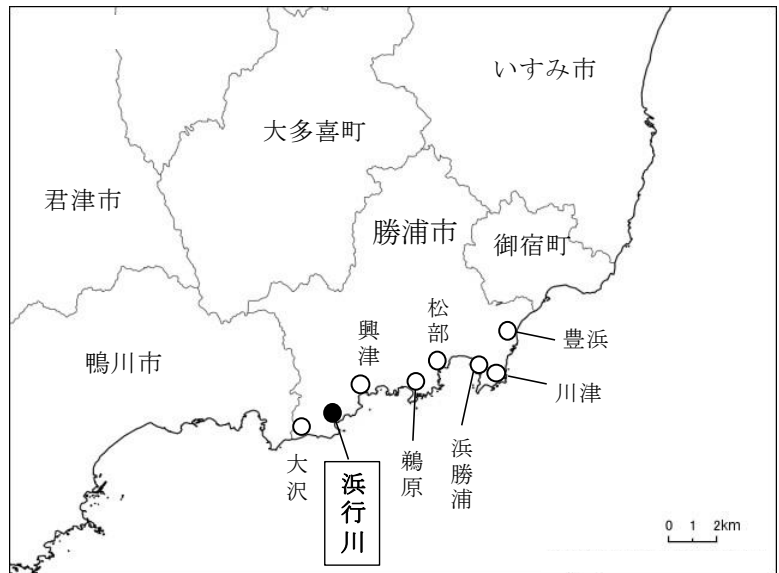 いすみ市
大多喜町
君津市
勝浦市
御宿町
松部
興津
豊浜
鴨川市
川津
大沢
浜行川
鵜原
浜勝浦
0 1 2km